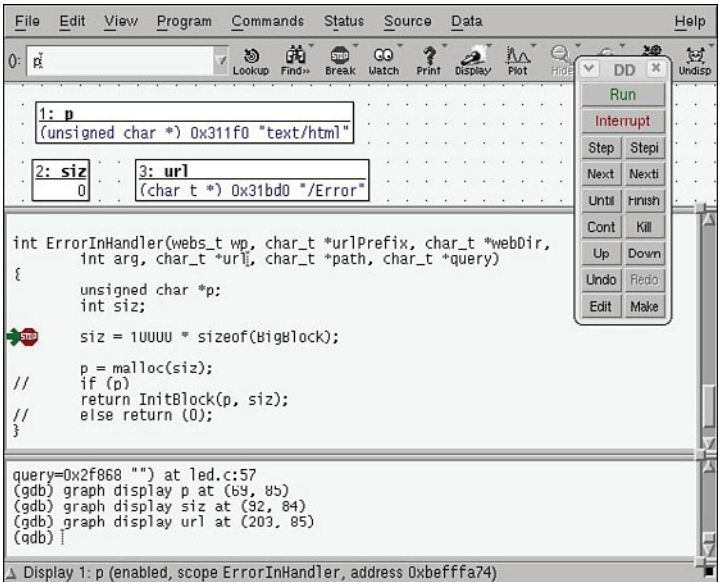 File Edit View Program Commands Status Source Data Help
(): p Lookup Find» Break Watch Print Display Plot Hide Undisp
DD
Run
Interrupt
Step Stepi
Next Nexti
Until Finish
Cont Kill
Up Down
Undo Redo
Edit Make
1: p
(unsigned char *) 0x311f0 "text/html"
2: siz
0
3: url
(char_t *) 0x31bd0 "/Error"
int ErrorInHandler(webs_t wp, char_t *urlPrefix, char_t *webDir,
int arg, char_t *url, char_t *path, char_t *query)
{
unsigned char *p;
int siz;
STOP siz = 10000 * sizeof(BigBlock);
p = malloc(siz);
// if (p)
return InitBlock(p, siz);
// else return (0);
}
query=0x2f868 "") at led.c:57
(gdb) graph display p at (69, 85)
(gdb) graph display siz at (92, 84)
(gdb) graph display url at (203, 85)
(gdb)
Display 1: p (enabled, scope ErrorInHandler, address 0xbefffa74)